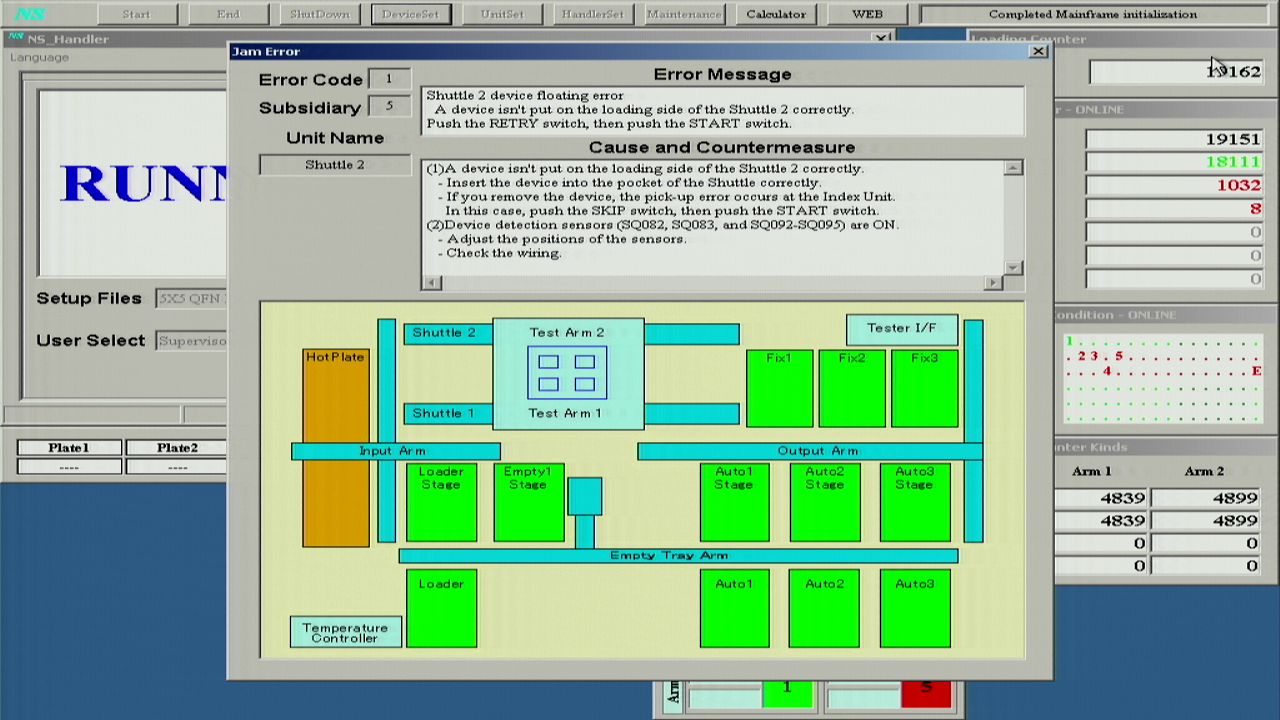 NS
Start
End
ShutDown
DeviceSet
UnitSet
HandlerSet
Maintenance
Calculator
WEB
Completed Mainframe initialization
NS NS_Handler
Language
RUNN
Setup Files
5X5 QFN
User Select
Superviso
Plate1
Plate2
----
----
Jam Error
Error Code
1
Subsidiary
5
Unit Name
Shuttle 2
Error Message
Shuttle 2 device floating error
A device isn't put on the loading side of the Shuttle 2 correctly.
Push the RETRY switch, then push the START switch.
Cause and Countermeasure
(1)A device isn't put on the loading side of the Shuttle 2 correctly.
- Insert the device into the pocket of the Shuttle correctly.
- If you remove the device, the pick-up error occurs at the Index Unit.
In this case, push the SKIP switch, then push the START switch.
(2)Device detection sensors (SQ082, SQ083, and SQ092-SQ095) are ON.
- Adjust the positions of the sensors.
- Check the wiring.
Shuttle 2
Test Arm 2
Tester I/F
HotPlate
Fix1
Fix2
Fix3
Shuttle 1
Test Arm 1
Input Arm
Output Arm
Loader
Stage
Empty1
Stage
Auto1
Stage
Auto2
Stage
Auto3
Stage
Empty Tray Arm
Loader
Auto1
Auto2
Auto3
Temperature
Controller
Loading Counter
19162
r - ONLINE
19151
18111
1032
8
0
0
0
ondition - ONLINE
1
2 3 . 5
4
E
nter Kinds
Arm 1
Arm 2
4839
4899
4839
4899
0
0
0
0
Arm
1
5